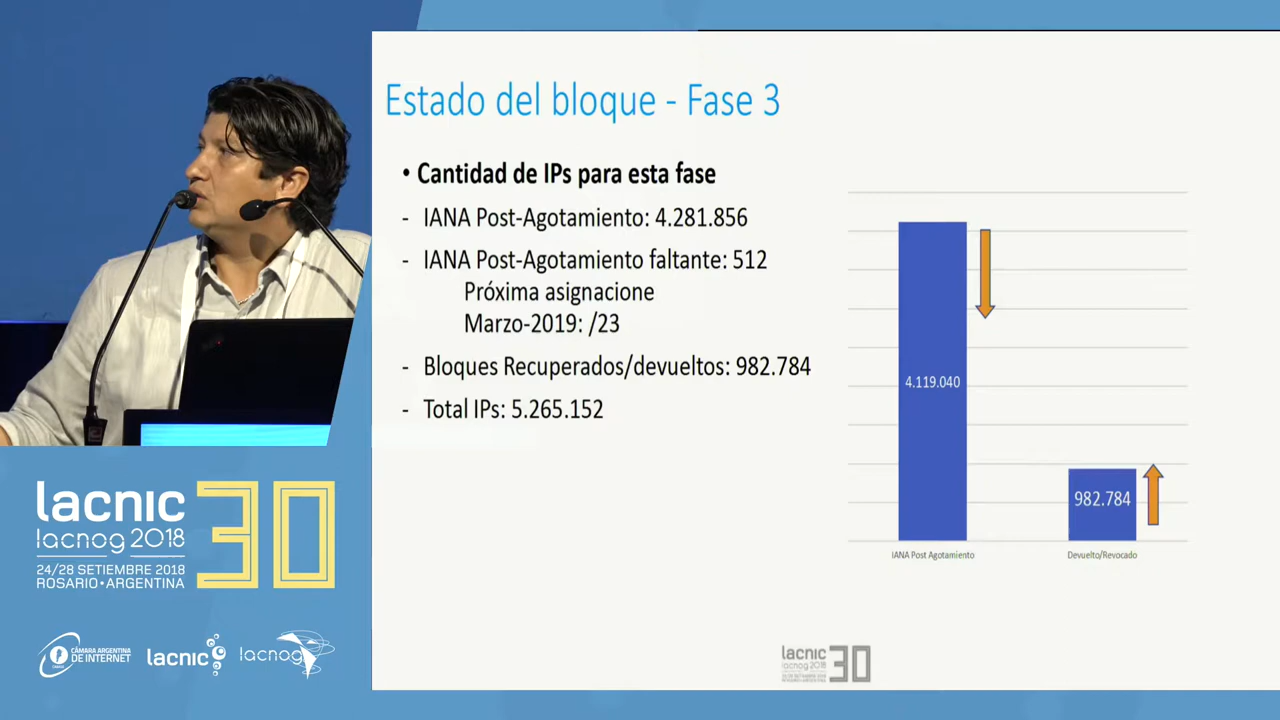 Estado del bloque - Fase 3
• Cantidad de IPs para esta fase
- IANA Post-Agotamiento: 4.281.856
- IANA Post-Agotamiento faltante: 512
Próxima asignacione
Marzo-2019: /23
- Bloques Recuperados/devueltos: 982.784
- Total IPs: 5.265.152
4.119.040
982.784
IANA Post Agotamiento
Devuelto/Revocado
lacnic
lacnog 2018
30
24/28 SETIEMBRE 2018
ROSARIO•ARGENTINA
CÁMARA ARGENTINA
DE INTERNET
lacnic
lacnog
lacnic
lacnog 2018
30